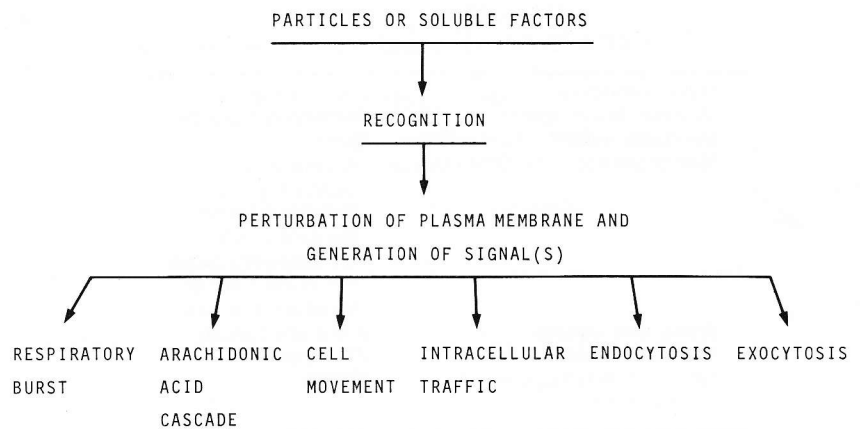 PARTICLES OR SOLUBLE FACTORS
RECOGNITION
PERTURBATION OF PLASMA MEMBRANE AND
GENERATION OF SIGNAL(S)
RESPIRATORY
BURST
ARACHIDONIC
ACID
CASCADE
CELL
MOVEMENT
INTRACELLULAR
TRAFFIC
ENDOCYTOSIS
EXOCYTOSIS